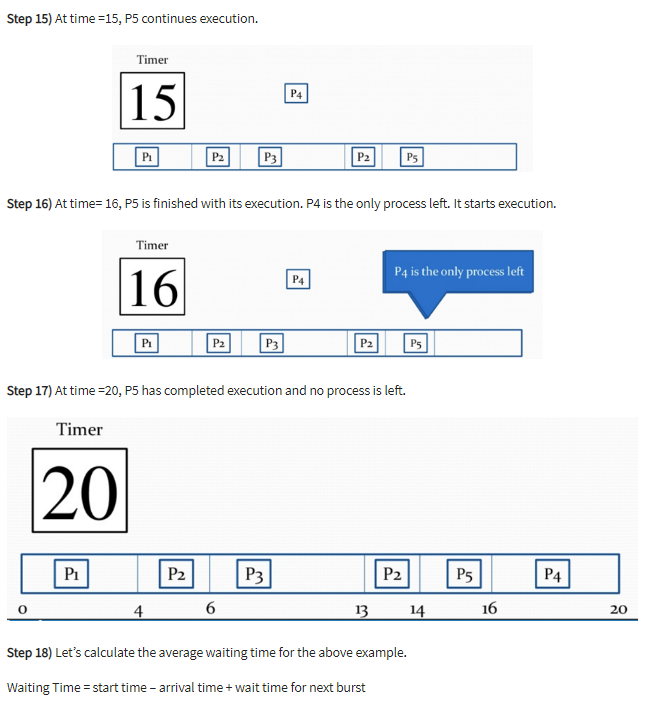 Step 15) At time =15, P5 continues execution.
Timer
15
P4
P1 P2 P3 P2 P5
Step 16) At time= 16, P5 is finished with its execution. P4 is the only process left. It starts execution.
Timer
16
P4
P4 is the only process left
P1 P2 P3 P2 P5
Step 17) At time =20, P5 has completed execution and no process is left.
Timer
20
P1 P2 P3 P2 P5 P4
0 4 6 13 14 16 20
Step 18) Let’s calculate the average waiting time for the above example.
Waiting Time = start time – arrival time + wait time for next burst